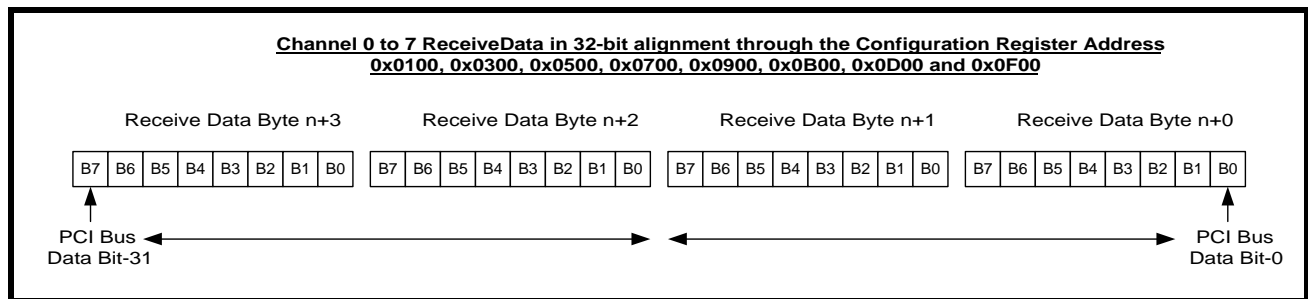 Channel 0 to 7 ReceiveData in 32-bit alignment through the Configuration Register Address
0x0100, 0x0300, 0x0500, 0x0700, 0x0900, 0x0B00, 0x0D00 and 0x0F00
Receive Data Byte n+3 Receive Data Byte n+2 Receive Data Byte n+1 Receive Data Byte n+0
B7 B6 B5 B4 B3 B2 B1 B0 B7 B6 B5 B4 B3 B2 B1 B0 B7 B6 B5 B4 B3 B2 B1 B0 B7 B6 B5 B4 B3 B2 B1 B0
PCI Bus PCI Bus
Data Bit-31 Data Bit-0